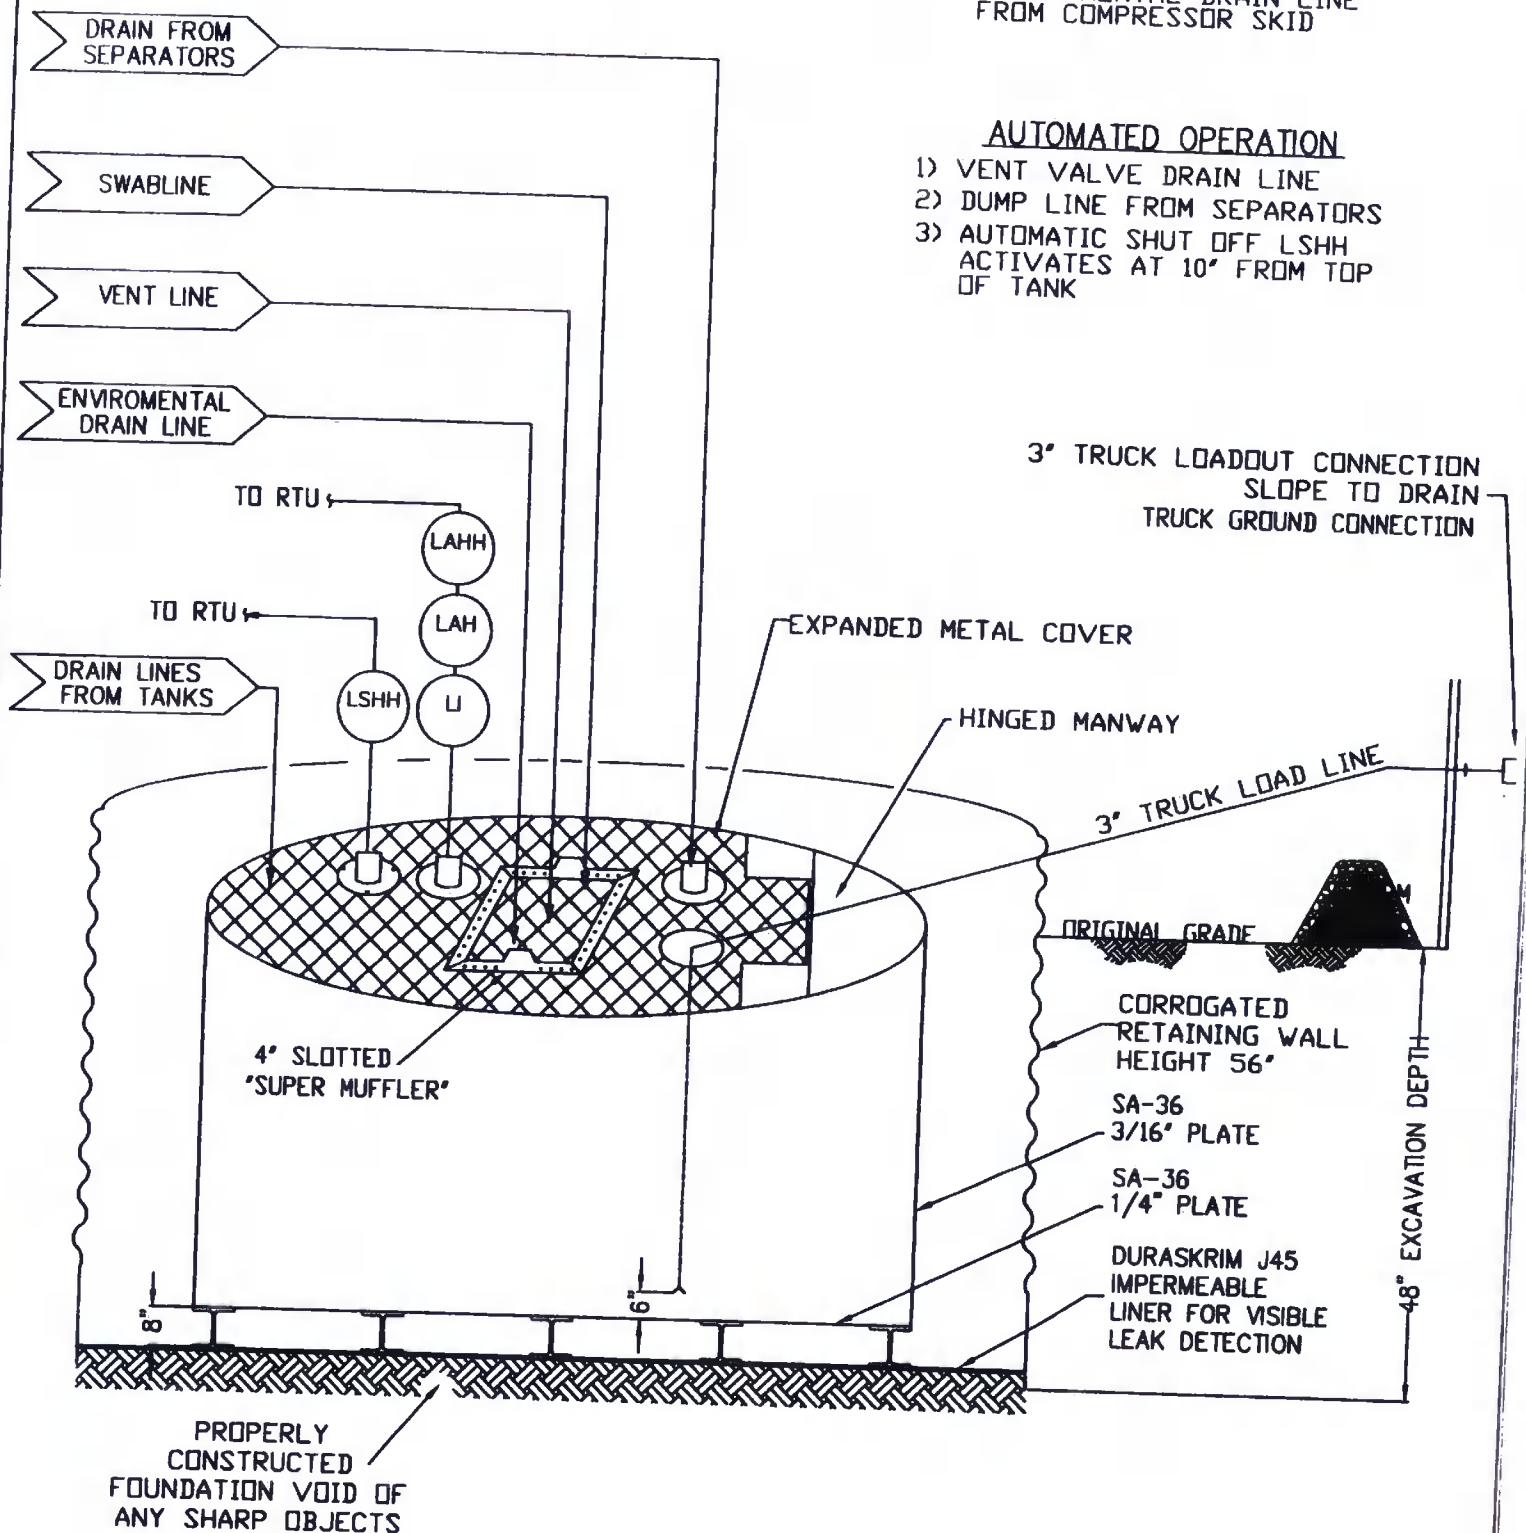 DRAIN LINE
FROM COMPRESSOR SKID
DRAIN FROM
SEPARATORS
AUTOMATED OPERATION
1) VENT VALVE DRAIN LINE
2) DUMP LINE FROM SEPARATORS
3) AUTOMATIC SHUT OFF LSHH
ACTIVATES AT 10" FROM TOP
OF TANK
SWABLINE
VENT LINE
ENVIROMENTAL
DRAIN LINE
3" TRUCK LOADOUT CONNECTION
SLOPE TO DRAIN
TRUCK GROUND CONNECTION
TO RTU
LAHH
TO RTU
LAH
EXPANDED METAL COVER
DRAIN LINES
FROM TANKS
LSHH
LI
HINGED MANWAY
3" TRUCK LOAD LINE
M
ORIGINAL GRADE
CORROGATED
RETAINING WALL
HEIGHT 56"
4" SLOTTED
"SUPER MUFFLER"
SA-36
3/16" PLATE
SA-36
1/4" PLATE
48" EXCAVATION DEPTH
DURASKRIM J45
IMPERMEABLE
LINER FOR VISIBLE
LEAK DETECTION
8"
6"
PROPERLY
CONSTRUCTED
FOUNDATION VOID OF
ANY SHARP OBJECTS